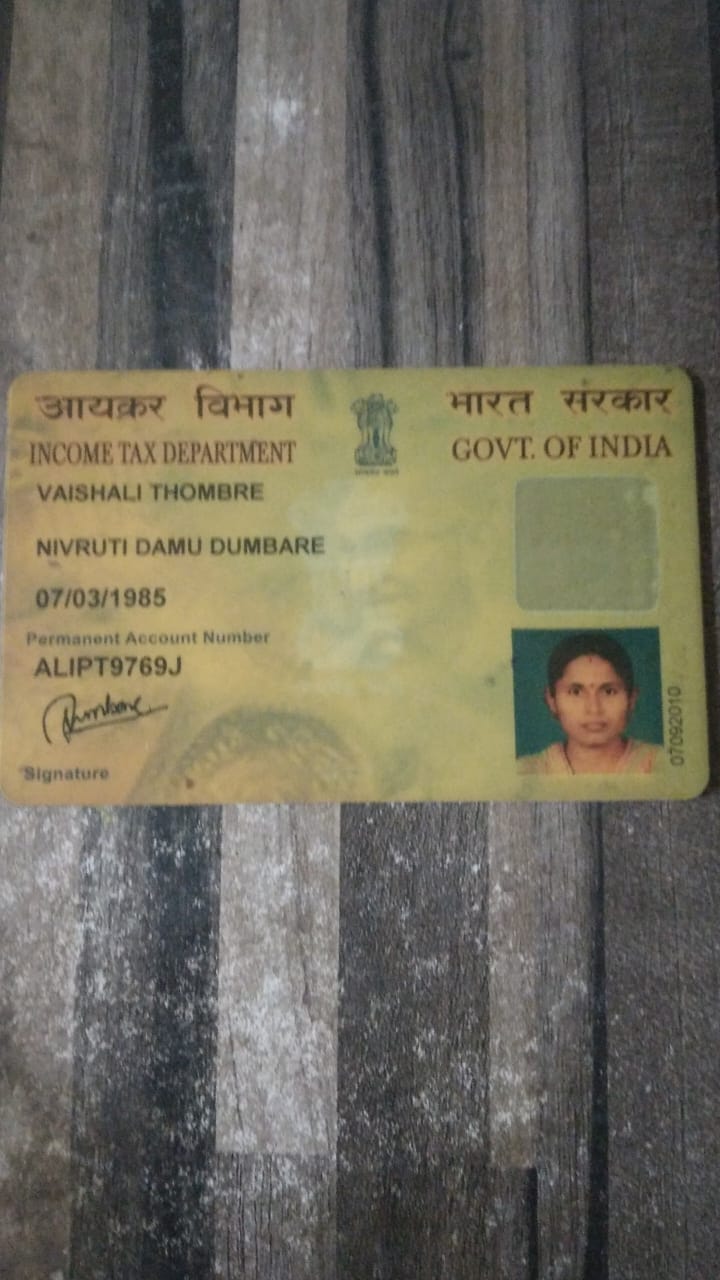 आयकर विभाग
भारत सरकार
INCOME TAX DEPARTMENT
GOVT. OF INDIA
VAISHALI THOMBRE
NIVRUTI DAMU DUMBARE
07/03/1985
Permanent Account Number
ALIPT9769J
Signature
07092010